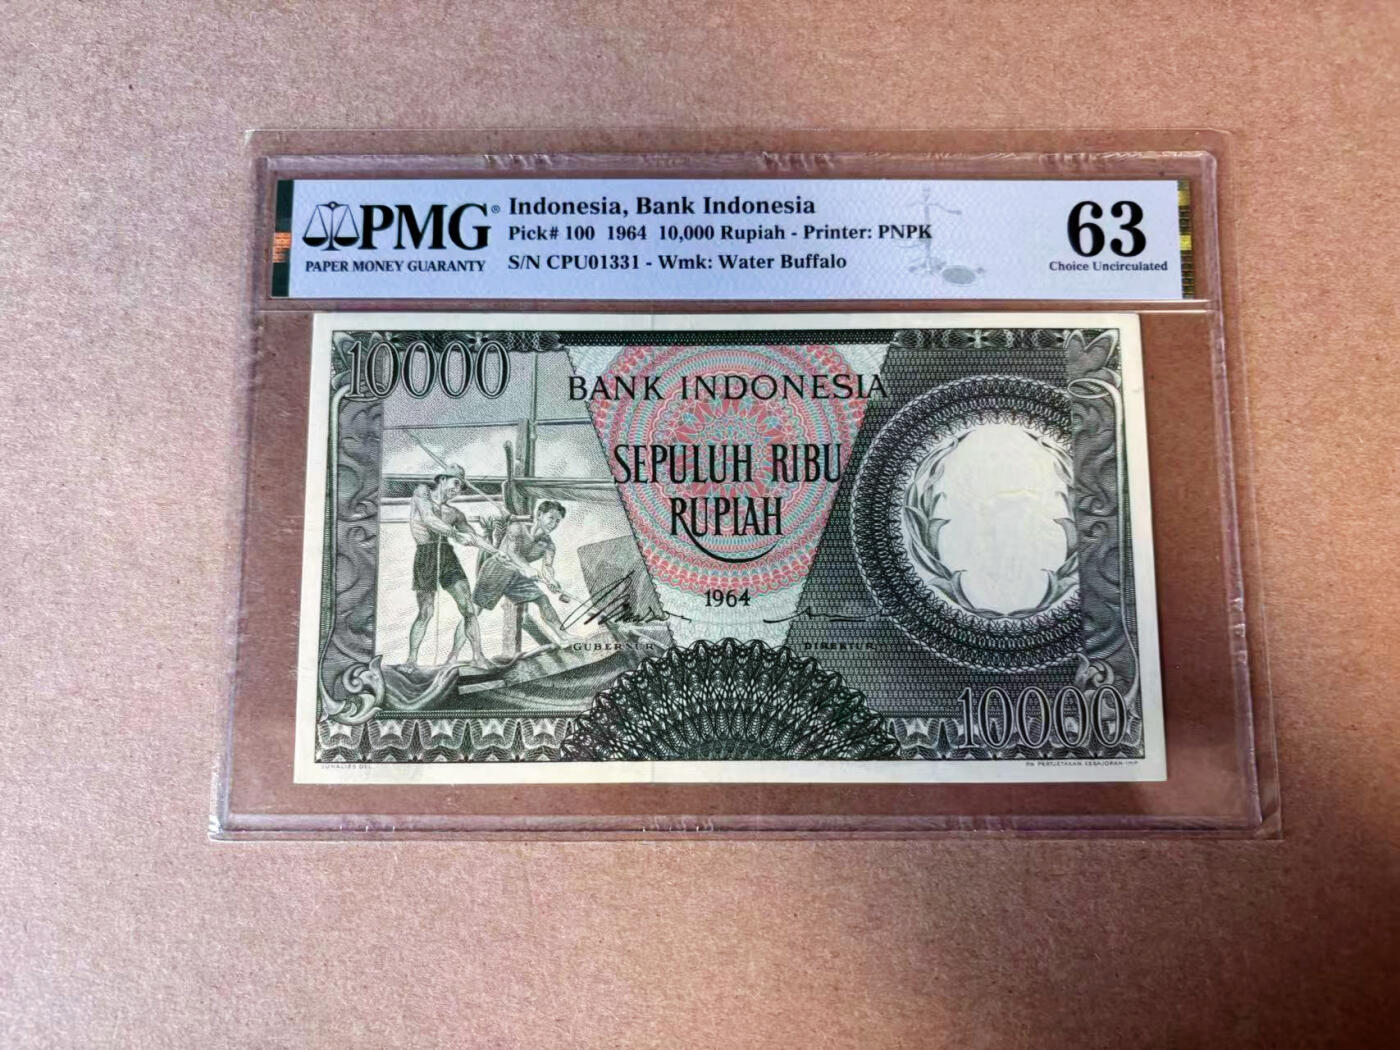 PMG®
PAPER MONEY GUARANTY
Indonesia, Bank Indonesia
Pick# 100 1964 10,000 Rupiah - Printer: PNPK
S/N CPU01331 - Wmk: Water Buffalo
63
Choice Uncirculated
10000
BANK INDONESIA
SEPULUH RIBU
RUPIAH
1964
GUBERNUR
DIREKTUR
10000